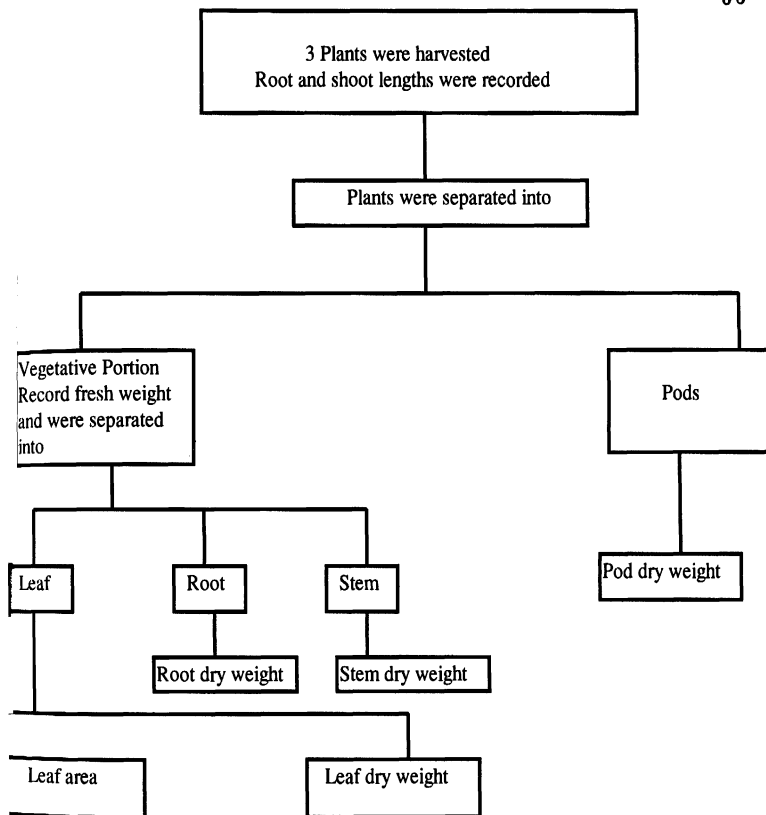 3 Plants were harvested
Root and shoot lengths were recorded
Plants were separated into
Vegetative Portion
Record fresh weight
and were separated
into
Pods
Leaf
Root
Stem
Pod dry weight
Root dry weight
Stem dry weight
Leaf area
Leaf dry weight